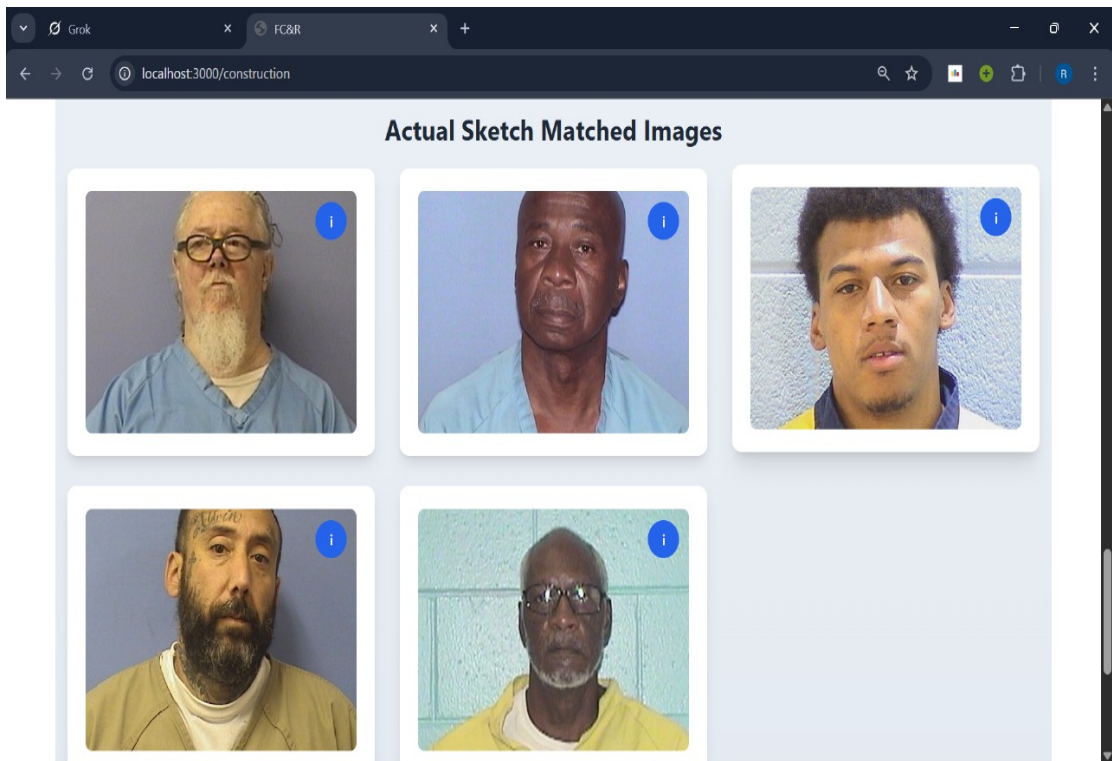 Grok
FC&R
localhost:3000/construction
R
Actual Sketch Matched Images
i
i
i
i
i